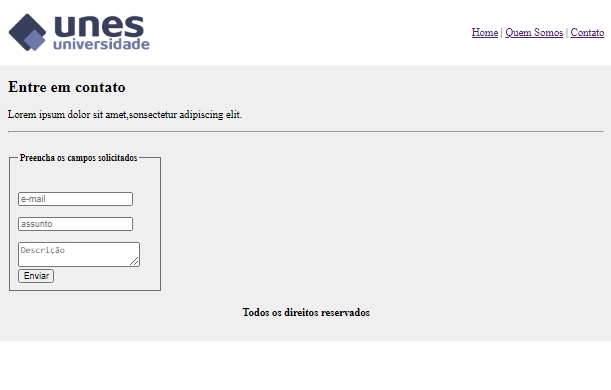 unes
universidade
Home | Quem Somos | Contato
Entre em contato
Lorem ipsum dolor sit amet,sonsectetur adipiscing elit.
Preencha os campos solicitados
e-mail
assunto
Descrição
Enviar
Todos os direitos reservados